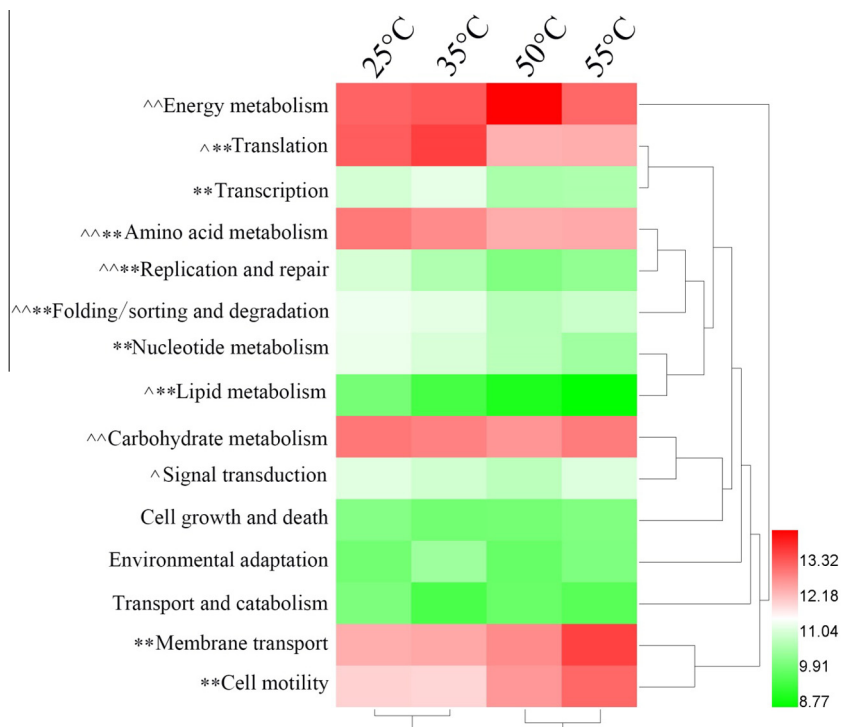 25°C 35°C 50°C 55°C
^^Energy metabolism
^**Translation
**Transcription
^^**Amino acid metabolism
^^**Replication and repair
^^**Folding/sorting and degradation
**Nucleotide metabolism
^**Lipid metabolism
^^Carbohydrate metabolism
^Signal transduction
Cell growth and death
Environmental adaptation
Transport and catabolism
**Membrane transport
**Cell motility
13.32
12.18
11.04
9.91
8.77